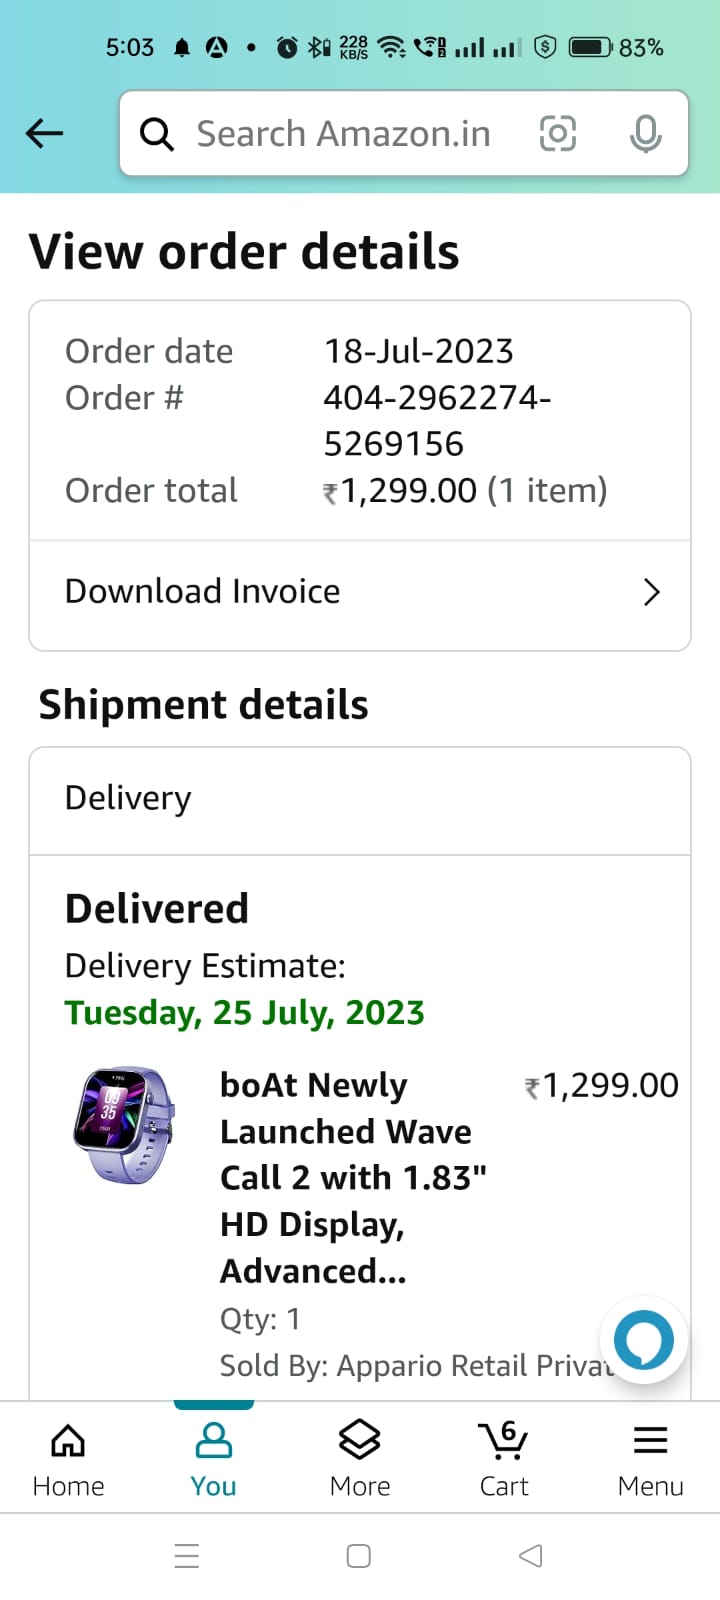 5:03 228 KB/S 83%
Search Amazon.in
View order details
Order date 18-Jul-2023
Order # 404-2962274-
5269156
Order total ₹1,299.00 (1 item)
Download Invoice
Shipment details
Delivery
Delivered
Delivery Estimate:
Tuesday, 25 July, 2023
boAt Newly ₹1,299.00
Launched Wave
Call 2 with 1.83"
HD Display,
Advanced...
Qty: 1
Sold By: Appario Retail Privat
09
35
6
Home You More Cart Menu